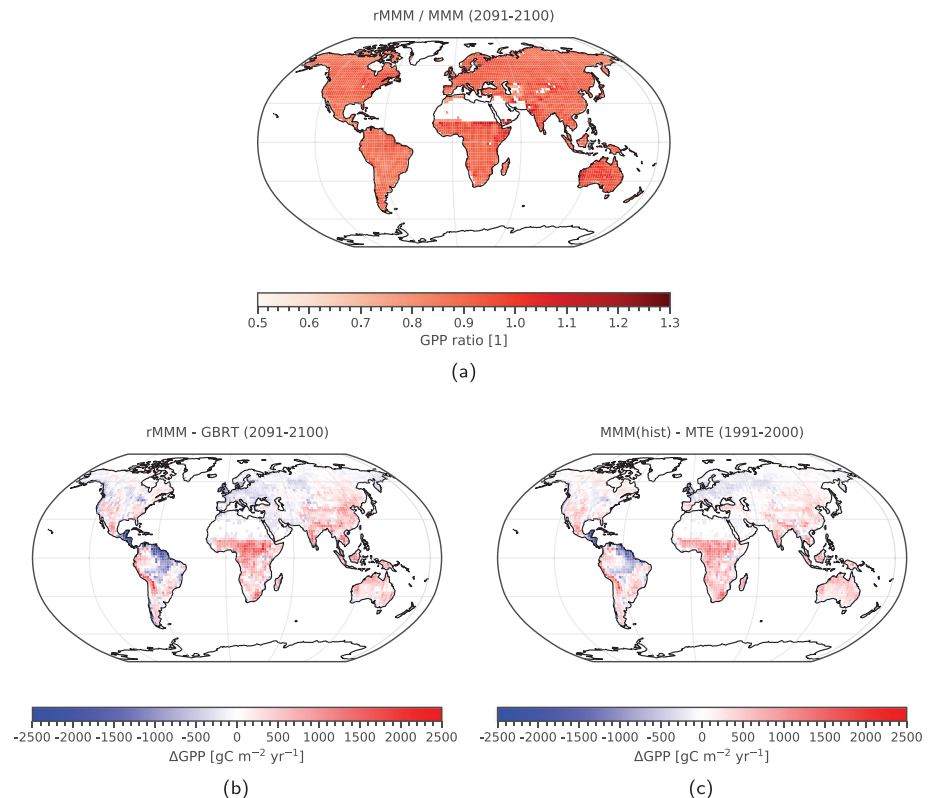 rMMM / MMM (2091-2100)
0.5 0.6 0.7 0.8 0.9 1.0 1.1 1.2 1.3
GPP ratio [1]
(a)
rMMM - GBRT (2091-2100)
-2500 -2000 -1500 -1000 -500 0 500 1000 1500 2000 2500
ΔGPP [gC m⁻² yr⁻¹]
(b)
MMM(hist) - MTE (1991-2000)
-2500 -2000 -1500 -1000 -500 0 500 1000 1500 2000 2500
ΔGPP [gC m⁻² yr⁻¹]
(c)